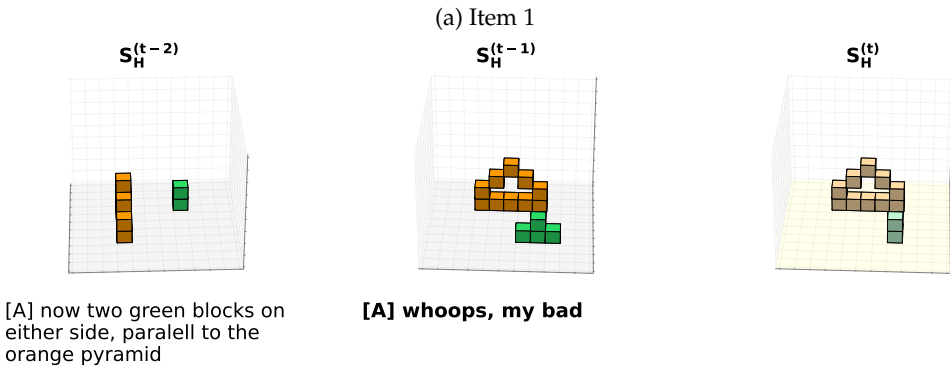 (a) Item 1
S_H^(t−2) S_H^(t−1) S_H^(t)
[A] now two green blocks on
either side, paralell to the
orange pyramid
[A] whoops, my bad